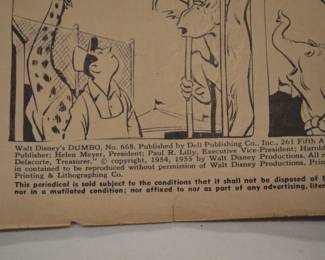 Walt Disney's DUMBO, No. 668. Published by Dell Publishing Co., Inc., 261 Fifth A
Publisher; Helen Meyer, President; Paul R. Lilly, Executive Vice-President; Harold
Delacorte, Treasurer." © copyright, 1954, 1955 by Walt Disney Productions. All r
in contained to be reproduced without permission of Walt Disney Productions. Prin
Printing & Lithographing Co.
This periodical is sold subject to the conditions that it shall not be disposed of
nor in a mutilated condition; nor affixed to nor as part of any advertising, liter